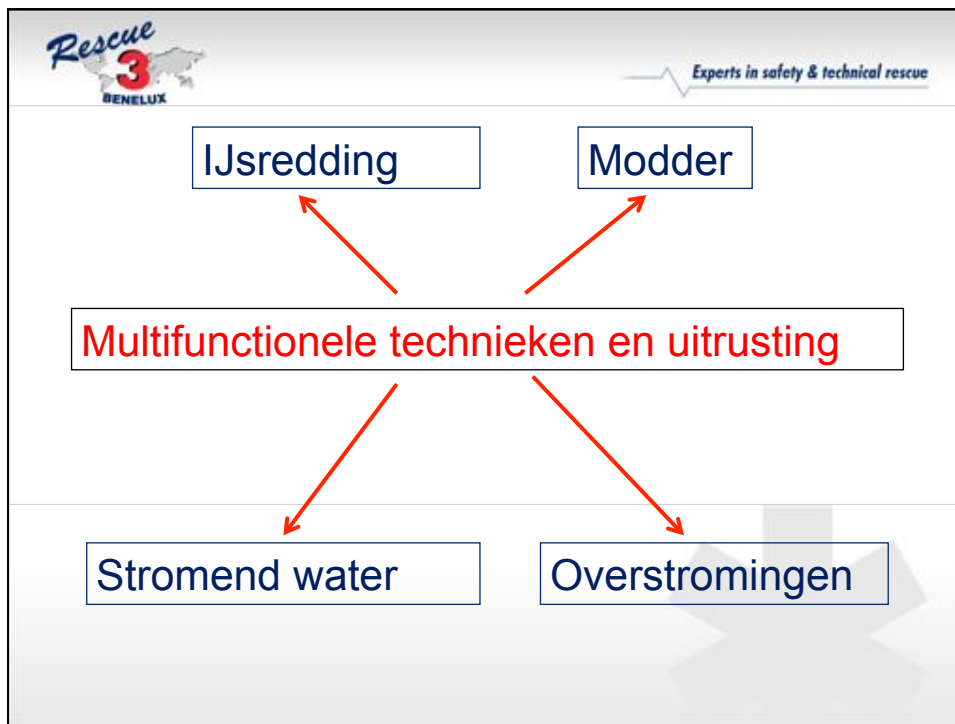 Rescue
3
BENELUX
Experts in safety & technical rescue
IJsredding
Modder
Multifunctionele technieken en uitrusting
Stromend water
Overstromingen